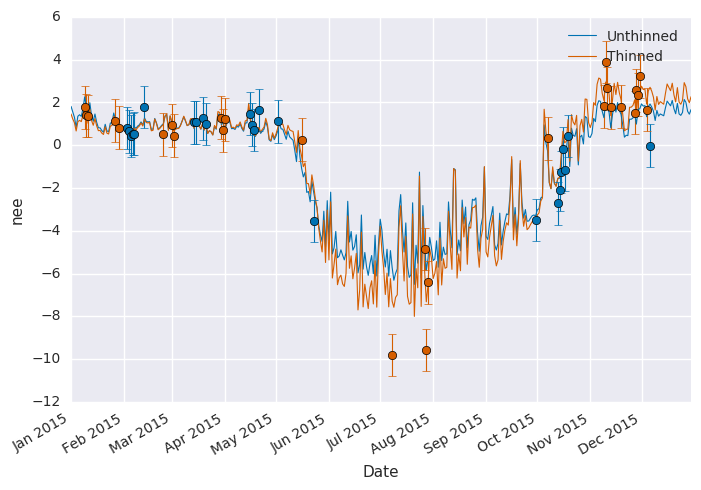 6
4
2
0
−2
−4
−6
−8
−10
−12
nee
Unthinned
Thinned
Jan 2015
Feb 2015
Mar 2015
Apr 2015
May 2015
Jun 2015
Jul 2015
Aug 2015
Sep 2015
Oct 2015
Nov 2015
Dec 2015
Date